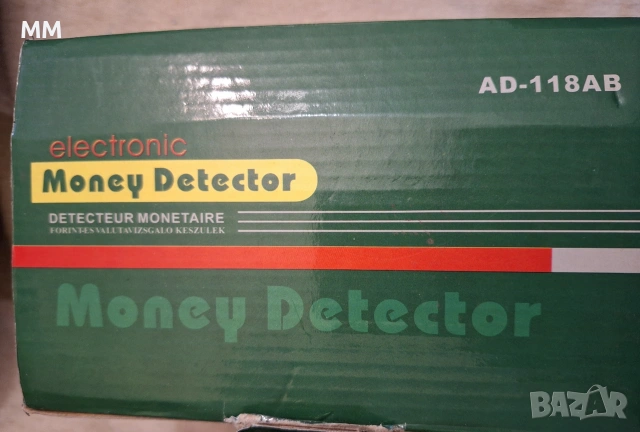 MM
AD-118AB
electronic
Money Detector
DETECTEUR MONETAIRE
FORINT-ES VALUTAVIZSGALO KESZULEK
Money Detector
BAZAR